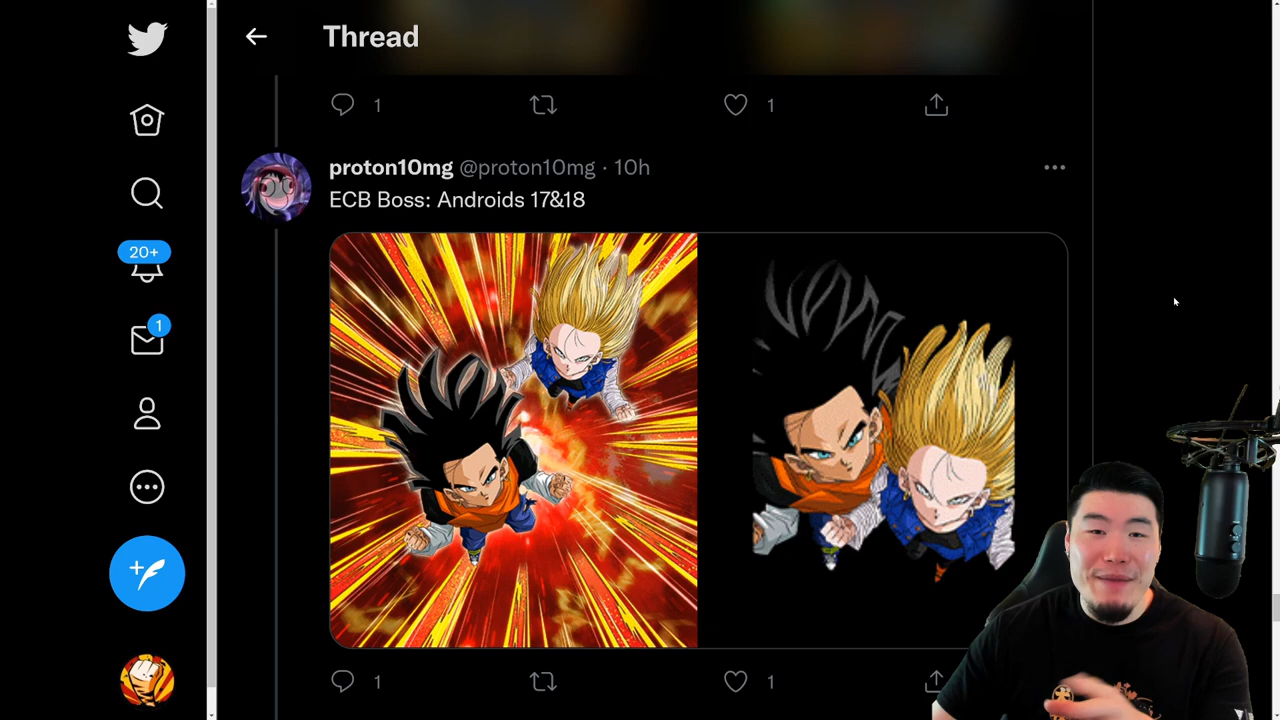 Thread
1
1
proton10mg @proton10mg · 10h
ECB Boss: Androids 17&18
20+
1
1
1